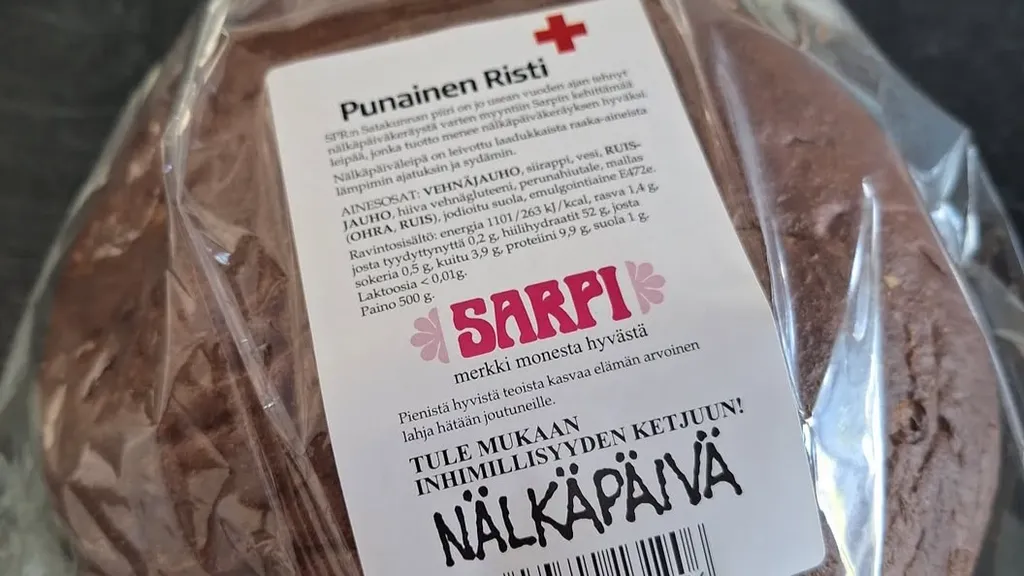 Punainen Risti
SPR:n Satakunnan piiri on jo usean vuoden ajan tehnyt
nälkäpäiväkeräystä varten myyntiin Sarpin kehittämää
leipää, jonka tuotto menee nälkäpäiväkeräyksen hyväksi.
Nälkäpäiväleipä on leivottu laadukkaista raaka-aineista
lämpimin ajatuksin ja sydämin.
AINESOSAT: VEHNÄJAUHO, siirappi, vesi, RUIS-
JAUHO, hiiva vehnägluteeni, perunahiutale, mallas
(OHRA, RUIS), jodioitu suola, emulgointiaine E472e.
Ravintosisältö: energia 1101/263 kJ/kcal, rasva 1,4 g,
josta tyydyttynyttä 0,2 g, hiilihydraatit 52 g, josta
sokeria 0,5 g, kuitu 3,9 g, proteiini 9,9 g, suola 1 g.
Laktoosia < 0,01g.
Paino 500 g.
SARPI
merkki monesta hyvästä
Pienistä hyvistä teoista kasvaa elämän arvoinen
lahja hätään joutuneille.
TULE MUKAAN
INHIMILLISYYDEN KETJUUN!
NÄLKÄPÄIVÄ